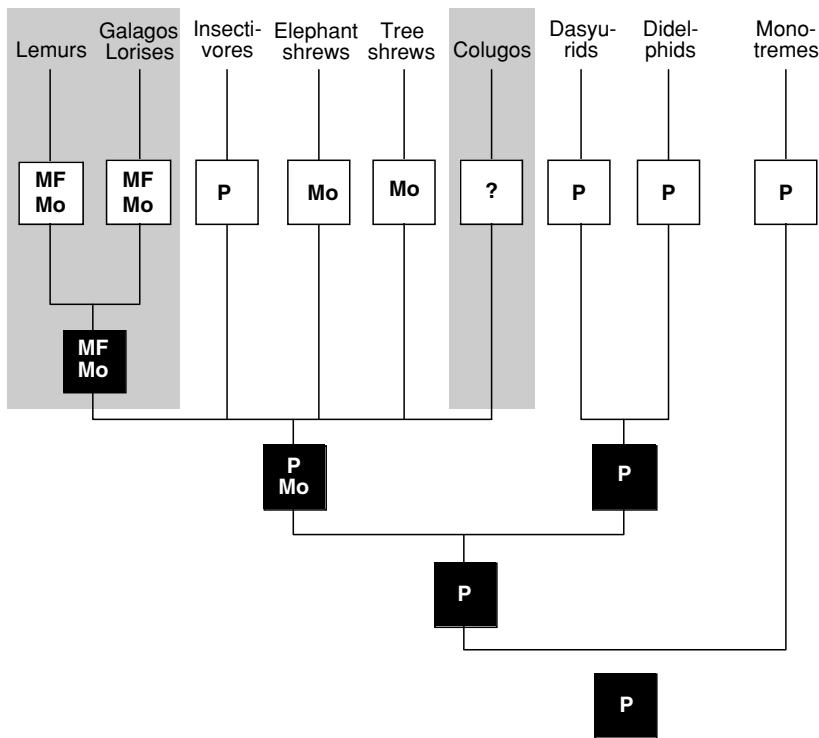 Lemurs
Galagos
Lorises
Insecti-
vores
Elephant
shrews
Tree
shrews
Colugos
Dasyu-
rids
Didel-
phids
Mono-
tremes
MF
Mo
MF
Mo
P
Mo
Mo
?
P
P
P
MF
Mo
P
Mo
P
P
P